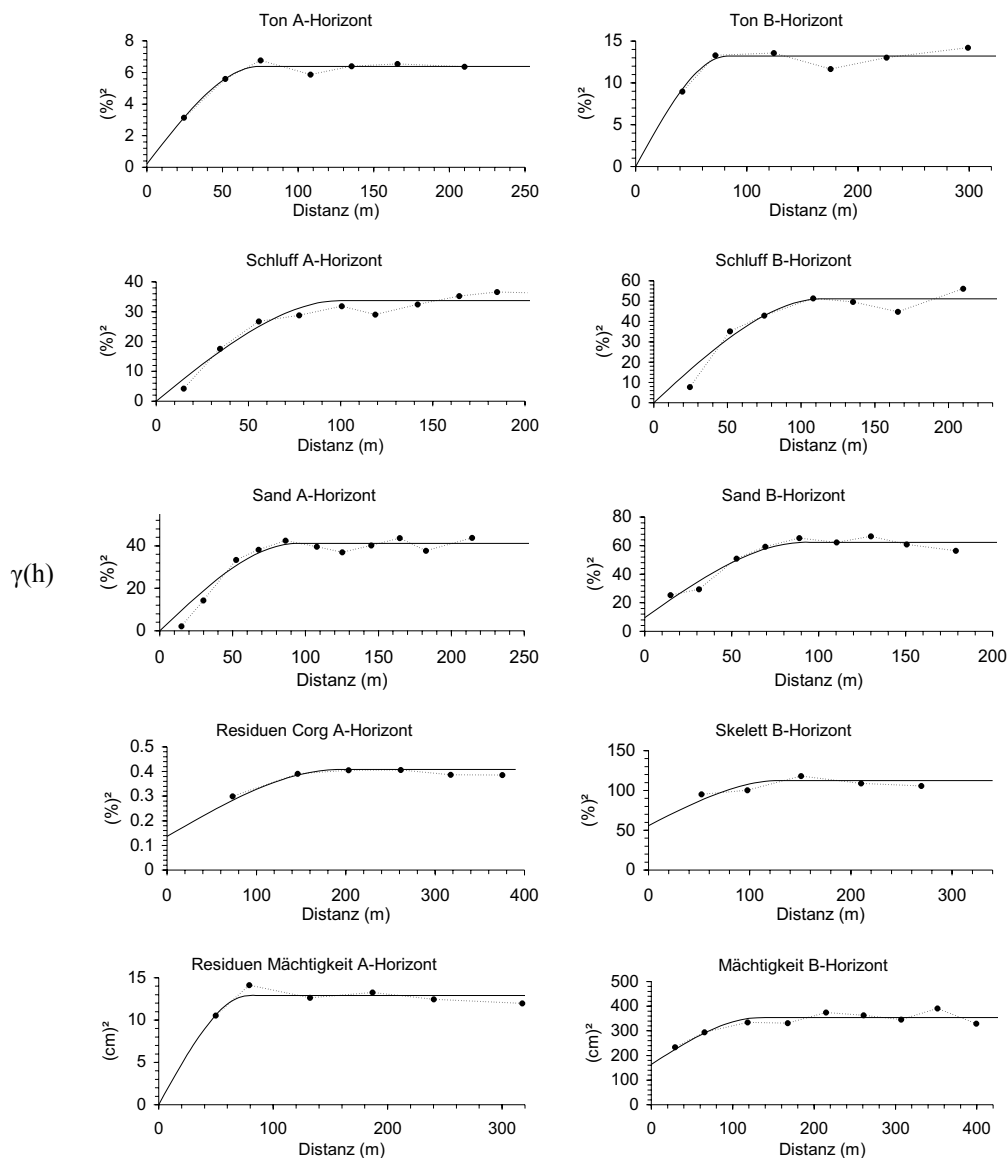 Ton A-Horizont
8
6
4
2
0
(%)²
0 50 100 150 200 250
Distanz (m)
Ton B-Horizont
15
10
5
0
(%)²
0 100 200 300
Distanz (m)
Schluff A-Horizont
40
30
20
10
0
(%)²
0 50 100 150 200
Distanz (m)
Schluff B-Horizont
60
50
40
30
20
10
0
(%)²
0 50 100 150 200
Distanz (m)
γ(h)
Sand A-Horizont
40
20
0
(%)²
0 50 100 150 200 250
Distanz (m)
Sand B-Horizont
80
60
40
20
0
(%)²
0 50 100 150 200
Distanz (m)
Residuen Corg A-Horizont
0.5
0.4
0.3
0.2
0.1
0
(%)²
0 100 200 300 400
Distanz (m)
Skelett B-Horizont
150
100
50
0
(%)²
0 100 200 300
Distanz (m)
Residuen Mächtigkeit A-Horizont
15
10
5
0
(cm)²
0 100 200 300
Distanz (m)
Mächtigkeit B-Horizont
500
400
300
200
100
0
(cm)²
0 100 200 300 400
Distanz (m)